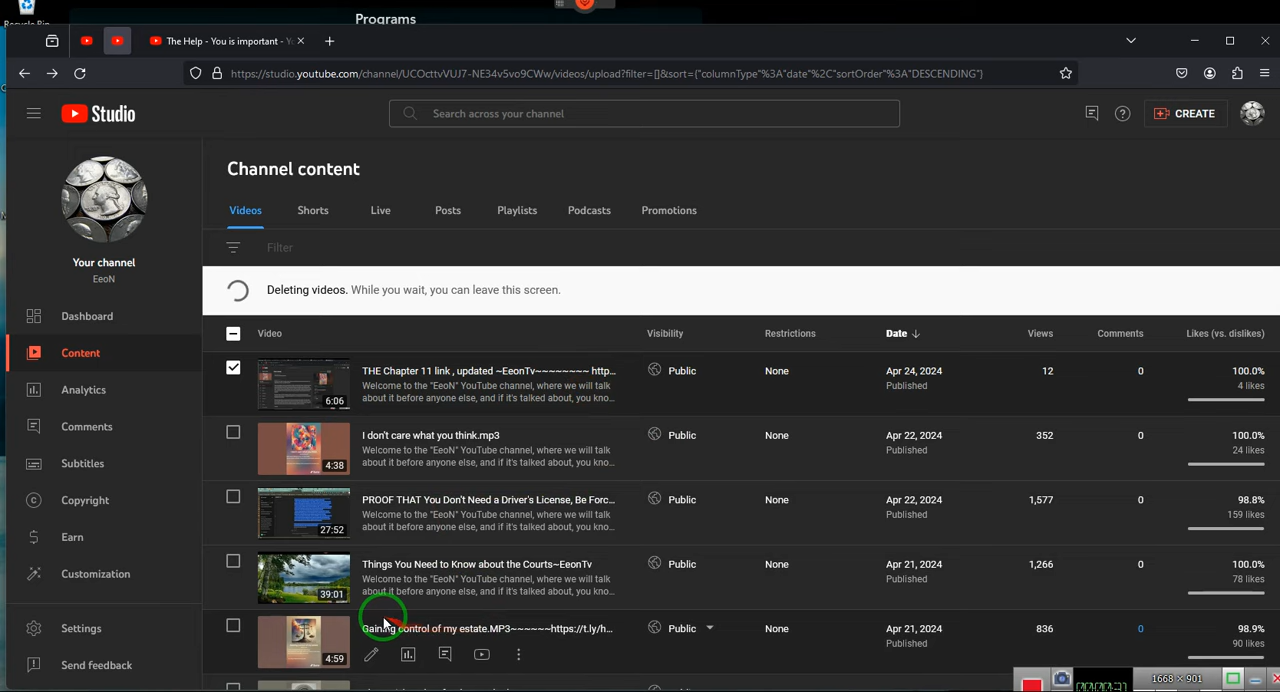 Recycle Bin
Programs
The Help - You is important - Yo
https://studio.youtube.com/channel/UCOcttvVUJ7-NE34v5vo9CWw/videos/upload?filter=[]&sort={"columnType"%3A"date"%2C"sortOrder"%3A"DESCENDING"}
Studio
Search across your channel
CREATE
Your channel
EeoN
Dashboard
Content
Analytics
Comments
Subtitles
Copyright
Earn
Customization
Settings
Send feedback
Channel content
Videos Shorts Live Posts Playlists Podcasts Promotions
Filter
Deleting videos. While you wait, you can leave this screen.
Video Visibility Restrictions Date Views Comments Likes (vs. dislikes)
THE Chapter 11 link , updated ~EeonTv~~~~~~~~ http... Public None Apr 24, 2024 12 0 100.0%
Welcome to the "EeoN" YouTube channel, where we will talk Published 4 likes
about it before anyone else, and if it's talked about, you kno...
6:06
I don't care what you think.mp3 Public None Apr 22, 2024 352 0 100.0%
Welcome to the "EeoN" YouTube channel, where we will talk Published 24 likes
about it before anyone else, and if it's talked about, you kno...
4:38
PROOF THAT You Don't Need a Driver's License, Be Forc... Public None Apr 22, 2024 1,577 0 98.8%
Welcome to the "EeoN" YouTube channel, where we will talk Published 159 likes
about it before anyone else, and if it's talked about, you kno...
27:52
Things You Need to Know about the Courts~EeonTv Public None Apr 21, 2024 1,266 0 100.0%
Welcome to the "EeoN" YouTube channel, where we will talk Published 78 likes
about it before anyone else, and if it's talked about, you kno...
39:01
Gaining control of my estate.MP3~~~~~~https://t.ly/h... Public None Apr 21, 2024 836 0 98.9%
Published 90 likes
4:59
1668 × 901